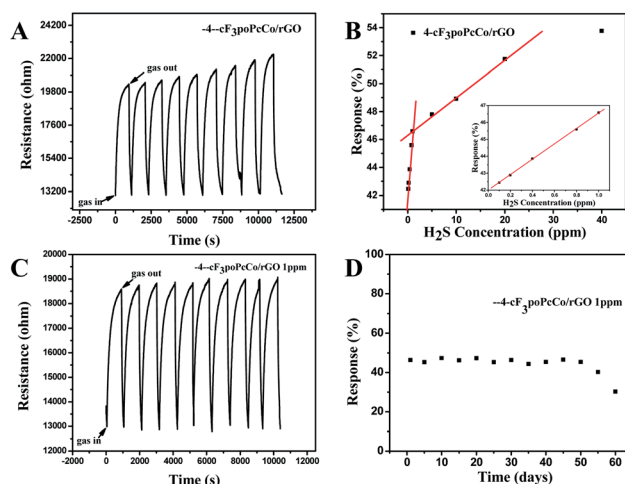 A
-4--cF3poPcCo/rGO
gas out
gas in
Resistance (ohm)
22000
19800
17600
15400
13200
-2500 0 2500 5000 7500 10000 12500
Time (s)
B
4-cF3poPcCo/rGO
Response (%)
54
52
50
48
46
44
42
0 10 20 30 40
H2S Concentration (ppm)
Response (%)
47
46
45
44
43
42
0.0 0.2 0.4 0.6 0.8 1.0
H2S Concentration (ppm)
C
-4--cF3poPcCo/rGO 1ppm
gas out
gas in
Resistance (ohm)
20000
19000
18000
17000
16000
15000
14000
13000
12000
-2000 0 2000 4000 6000 8000 10000 12000
Time (s)
D
--4-cF3poPcCo/rGO 1ppm
Response (%)
100
80
60
40
20
0
0 10 20 30 40 50 60
Time (days)